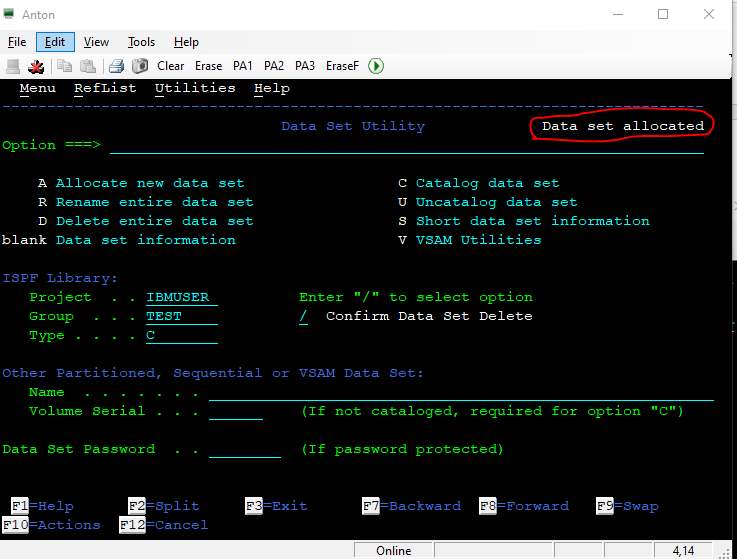 Anton
File Edit View Tools Help
Clear Erase PA1 PA2 PA3 EraseF
Menu RefList Utilities Help
Data Set Utility Data set allocated
Option ===>
A Allocate new data set C Catalog data set
R Rename entire data set U Uncatalog data set
D Delete entire data set S Short data set information
blank Data set information V VSAM Utilities
ISPF Library:
Project . . IBMUSER Enter "/" to select option
Group . . . TEST / Confirm Data Set Delete
Type . . . . C
Other Partitioned, Sequential or VSAM Data Set:
Name . . . . . . .
Volume Serial . . . (If not cataloged, required for option "C")
Data Set Password . . (If password protected)
F1=Help F2=Split F3=Exit F7=Backward F8=Forward F9=Swap
F10=Actions F12=Cancel
Online 4,14